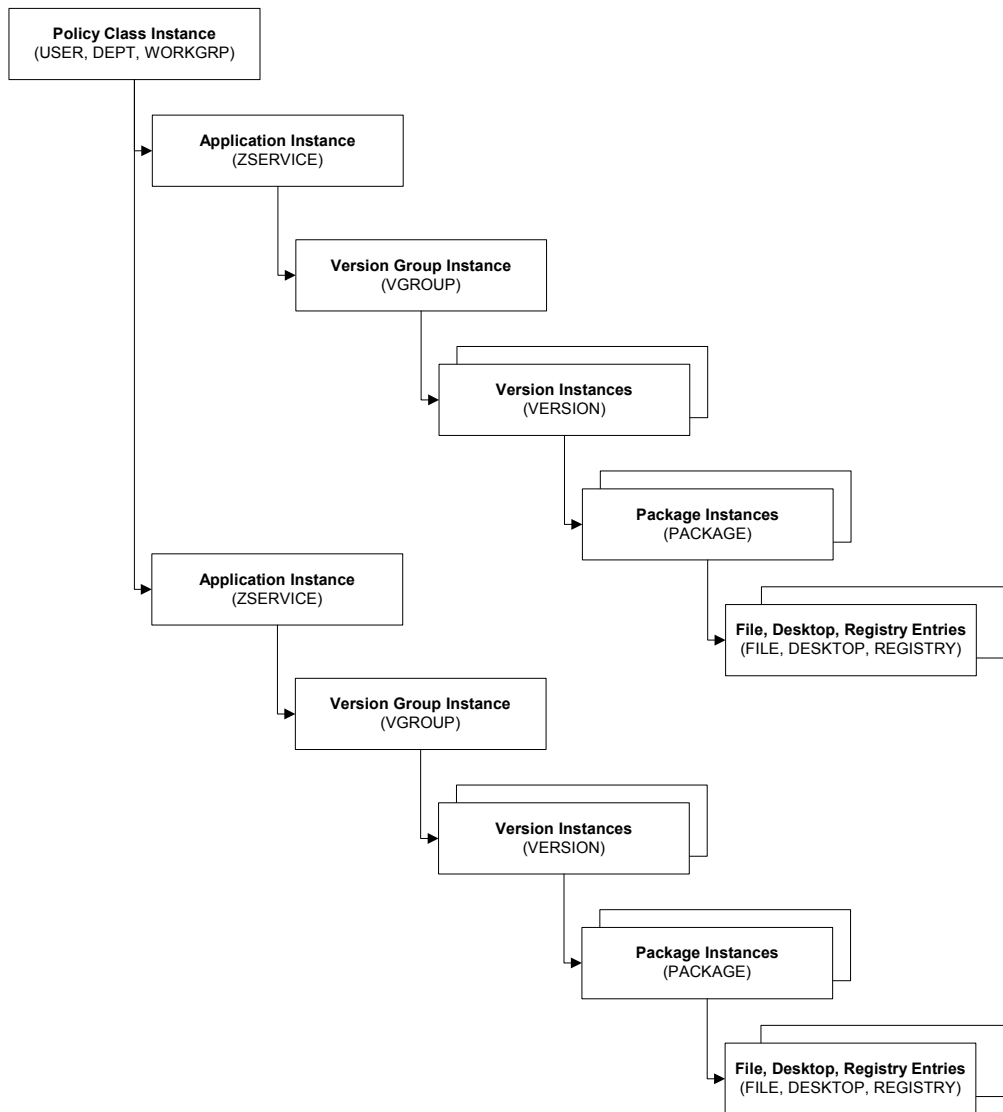 Policy Class Instance
(USER, DEPT, WORKGRP)
Application Instance
(ZSERVICE)
Version Group Instance
(VGROUP)
Version Instances
(VERSION)
Package Instances
(PACKAGE)
File, Desktop, Registry Entries
(FILE, DESKTOP, REGISTRY)
Application Instance
(ZSERVICE)
Version Group Instance
(VGROUP)
Version Instances
(VERSION)
Package Instances
(PACKAGE)
File, Desktop, Registry Entries
(FILE, DESKTOP, REGISTRY)